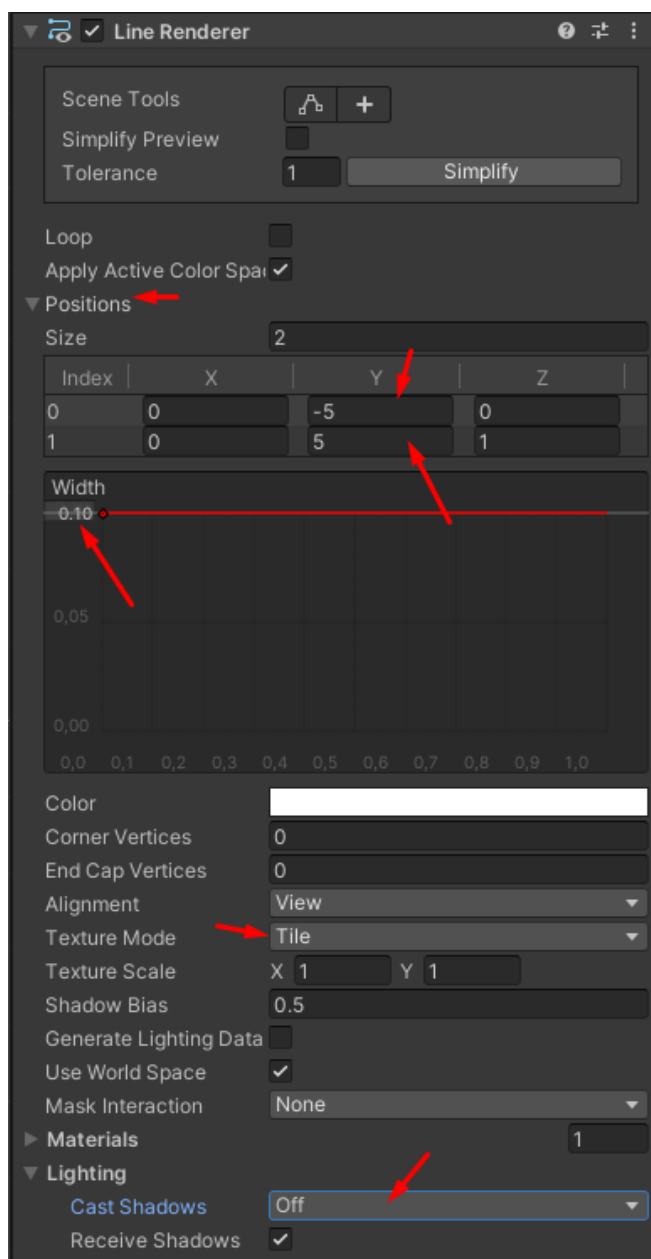 Line Renderer
Scene Tools
Simplify Preview
Tolerance 1 Simplify
Loop
Apply Active Color Spa
Positions
Size 2
Index X Y Z
0 0 -5 0
1 0 5 1
Width
0.10
0,05
0,00
0,0 0,1 0,2 0,3 0,4 0,5 0,6 0,7 0,8 0,9 1,0
Color
Corner Vertices 0
End Cap Vertices 0
Alignment View
Texture Mode Tile
Texture Scale X 1 Y 1
Shadow Bias 0.5
Generate Lighting Data
Use World Space
Mask Interaction None
Materials 1
Lighting
Cast Shadows Off
Receive Shadows